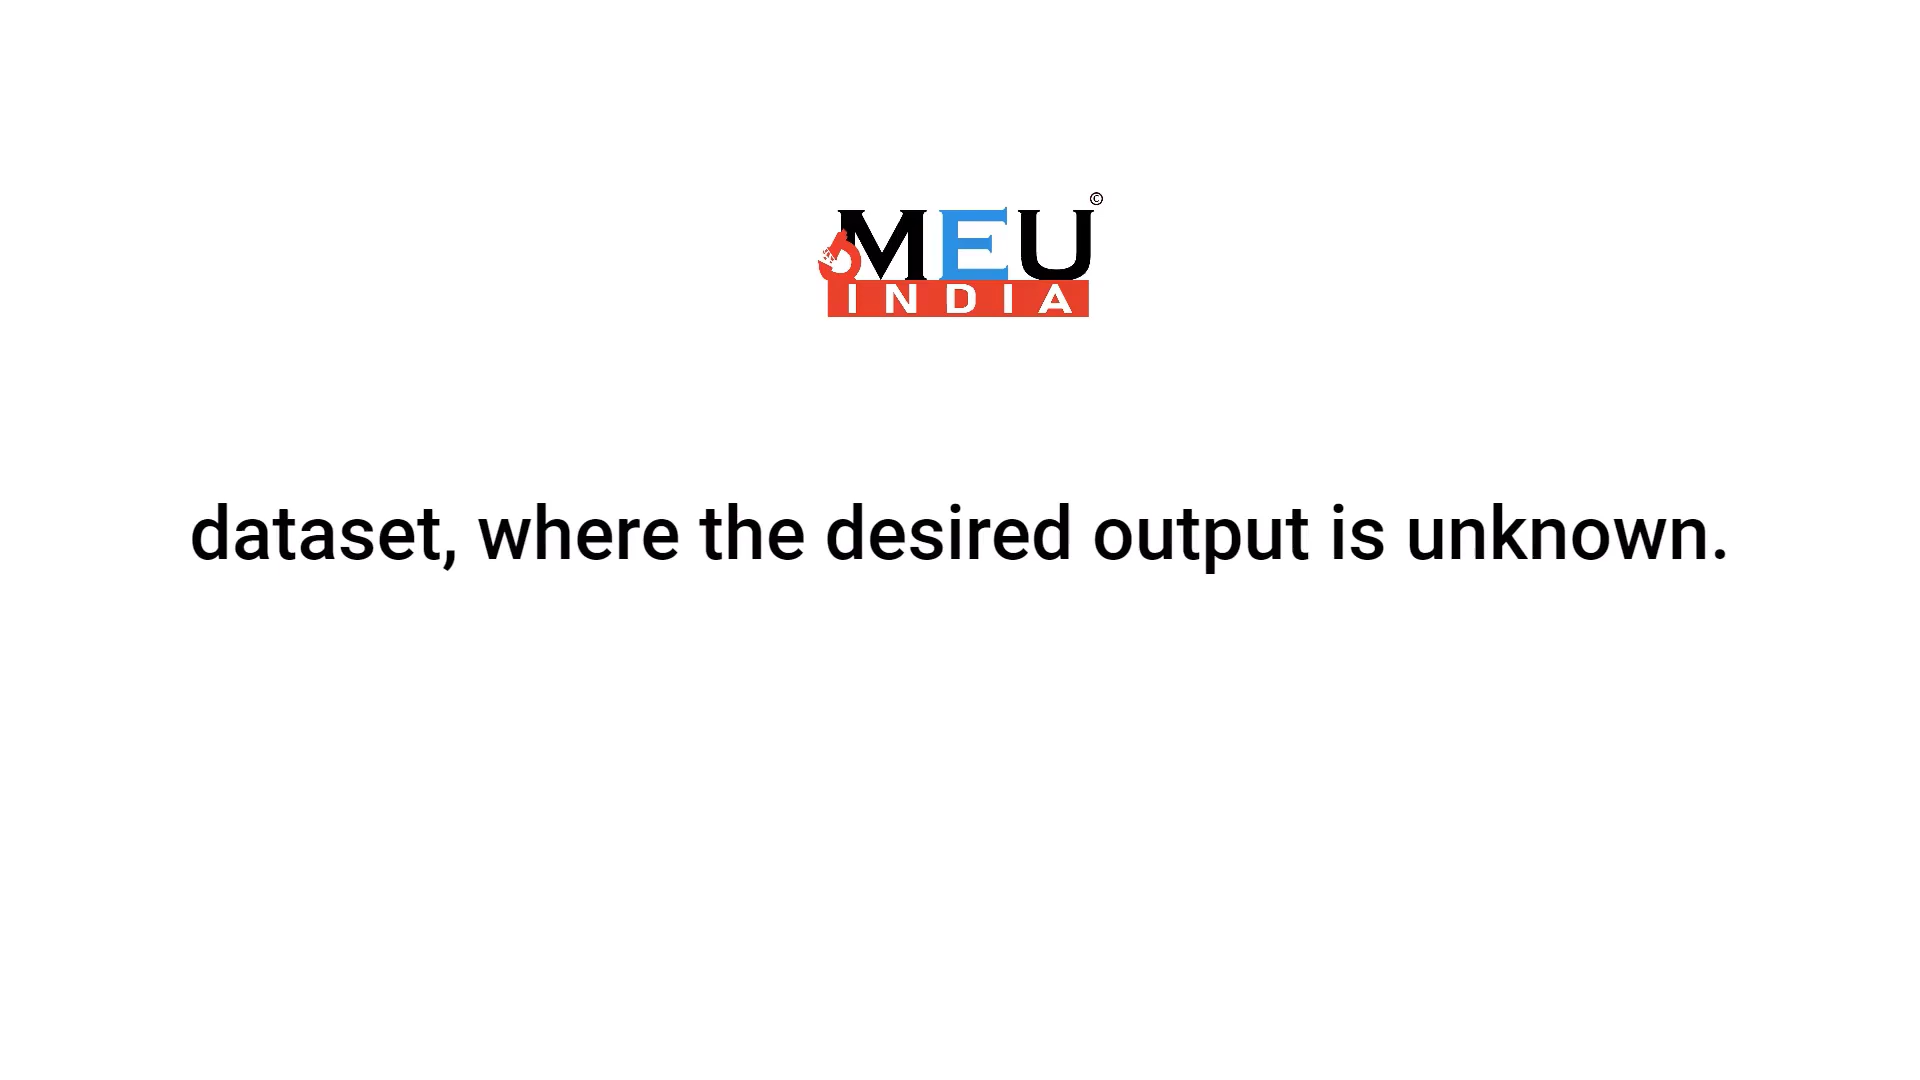 MEU
©
INDIA
dataset, where the desired output is unknown.